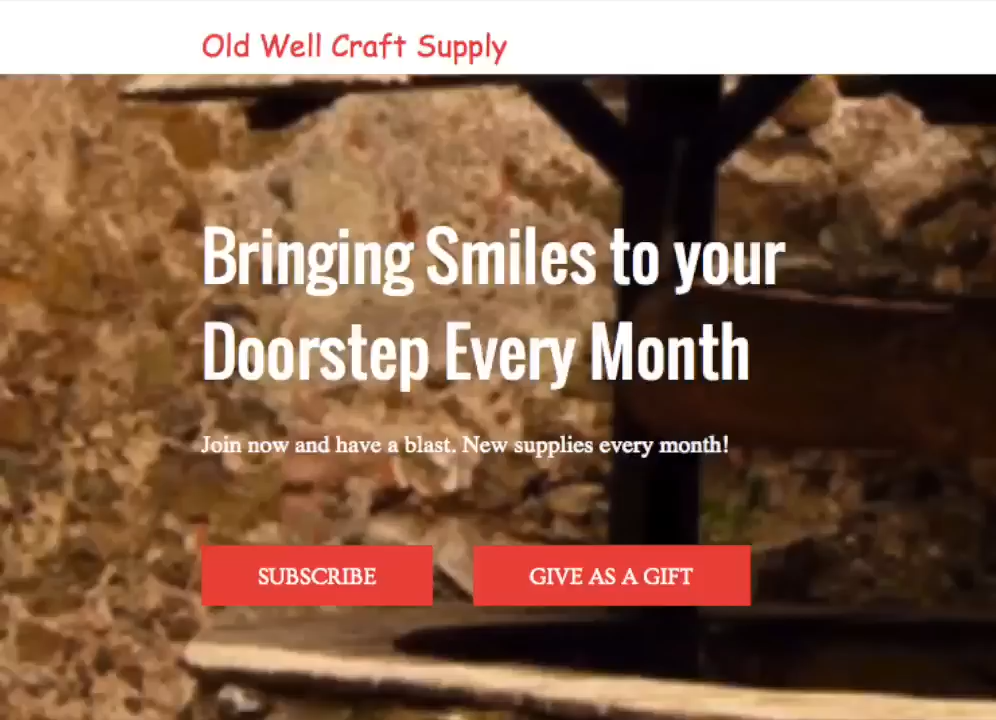 Old Well Craft Supply
Bringing Smiles to your
Doorstep Every Month
Join now and have a blast. New supplies every month!
SUBSCRIBE
GIVE AS A GIFT